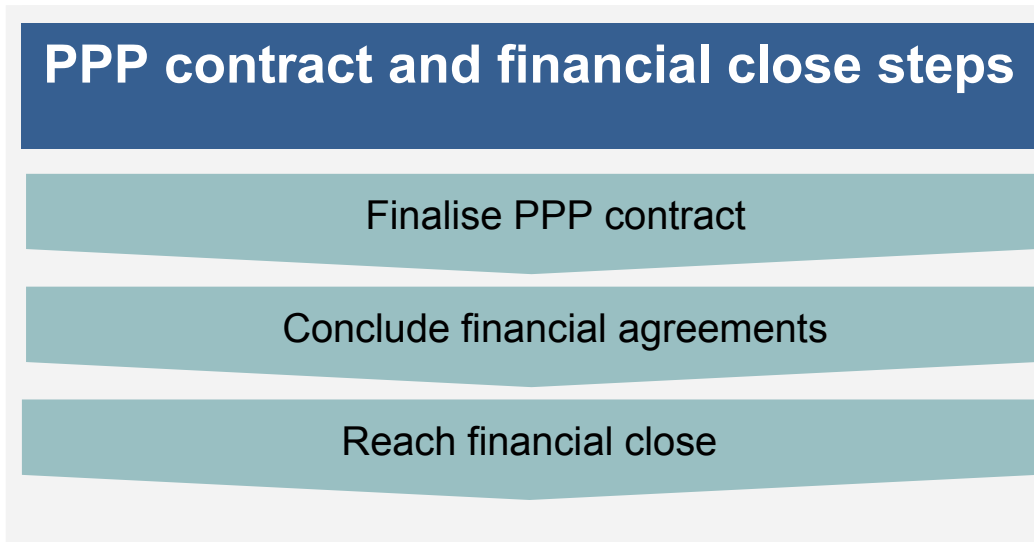 PPP contract and financial close steps
Finalise PPP contract
Conclude financial agreements
Reach financial close